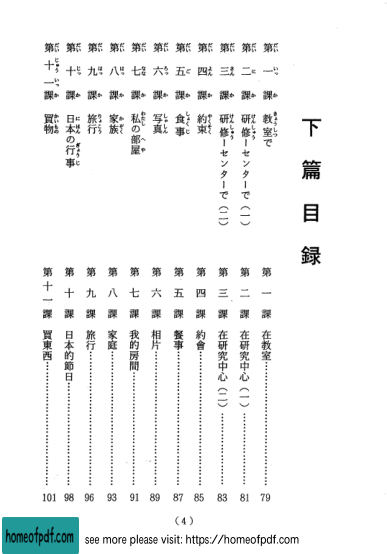 下篇目録
第一課 教室で
第二課 研修ーセンターで(一)
第三課 研修ーセンターで(二)
第四課 約束
第五課 食事
第六課 写真
第七課 私の部屋
第八課 家族
第九課 旅行
第十課 日本の行事
第十一課 買物
第一課 在教室 79
第二課 在研究中心(一) 81
第三課 在研究中心(二) 83
第四課 約會 85
第五課 餐事 87
第六課 相片 89
第七課 我的房間 91
第八課 家庭 93
第九課 旅行 96
第十課 日本的節日 98
第十一課 買東西 101
(4)
homeofpdf.com
see more please visit: https://homeofpdf.com